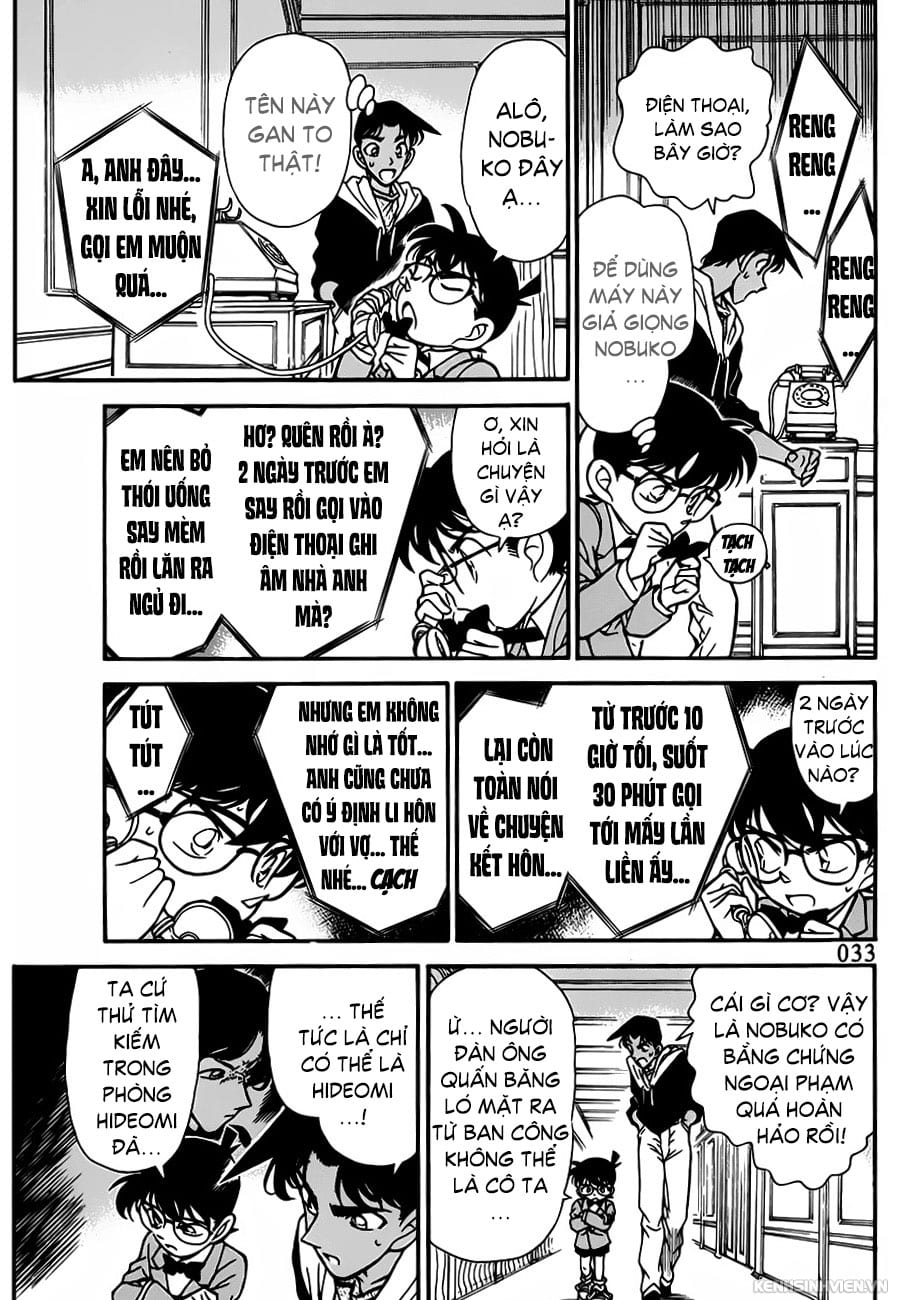 RENG
RENG
...
ĐIỆN THOẠI,
LÀM SAO
BÂY GIỜ?
RENG
RENG
...
ĐỂ DÙNG
MÁY NÀY
GIẢ GIỌNG
NOBUKO
...
TẠCH
TẠCH
ALÔ,
NOBU-
KO ĐÂY
Ạ...
TÊN NÀY
GAN TO
THẬT!
A, ANH ĐÂY...
XIN LỖI NHÉ,
GỌI EM MUỘN
QUÁ...
Ơ, XIN
HỎI LÀ
CHUYỆN
GÌ VẬY
Ạ?
HƠ? QUÊN RỒI À?
2 NGÀY TRƯỚC EM
SAY RỒI GỌI VÀO
ĐIỆN THOẠI GHI
ÂM NHÀ ANH
MÀ?
EM NÊN BỎ
THÓI UỐNG
SAY MÈM
RỒI LĂN RA
NGỦ ĐI...
2 NGÀY
TRƯỚC
VÀO LÚC
NÀO?
TỪ TRƯỚC 10
GIỜ TỐI, SUỐT
30 PHÚT GỌI
TỚI MẤY LẦN
LIỀN ẤY...
LẠI CÒN
TOÀN NÓI
VỀ CHUYỆN
KẾT HÔN...
NHƯNG EM KHÔNG
NHỚ GÌ LÀ TỐT...
ANH CŨNG CHƯA
CÓ Ý ĐỊNH LI HÔN
VỚI VỢ... THẾ
NHÉ... CẠCH
TÚT
TÚT
...
033
CÁI GÌ CƠ? VẬY
LÀ NOBUKO CÓ
BẰNG CHỨNG
NGOẠI PHẠM
QUÁ HOÀN
HẢO RỒI!
Ừ... NGƯỜI
ĐÀN ÔNG
QUẤN BĂNG
LÓ MẶT RA
TỪ BAN CÔNG
KHÔNG THỂ
LÀ CÔ TA
...
... THẾ
TỨC LÀ CHỈ
CÓ THỂ LÀ
HIDEOMI
...!
TA CỨ
THỬ TÌM
KIẾM
TRONG
PHÒNG
HIDEOMI
ĐÃ...
KENHSINHVIEN.VN